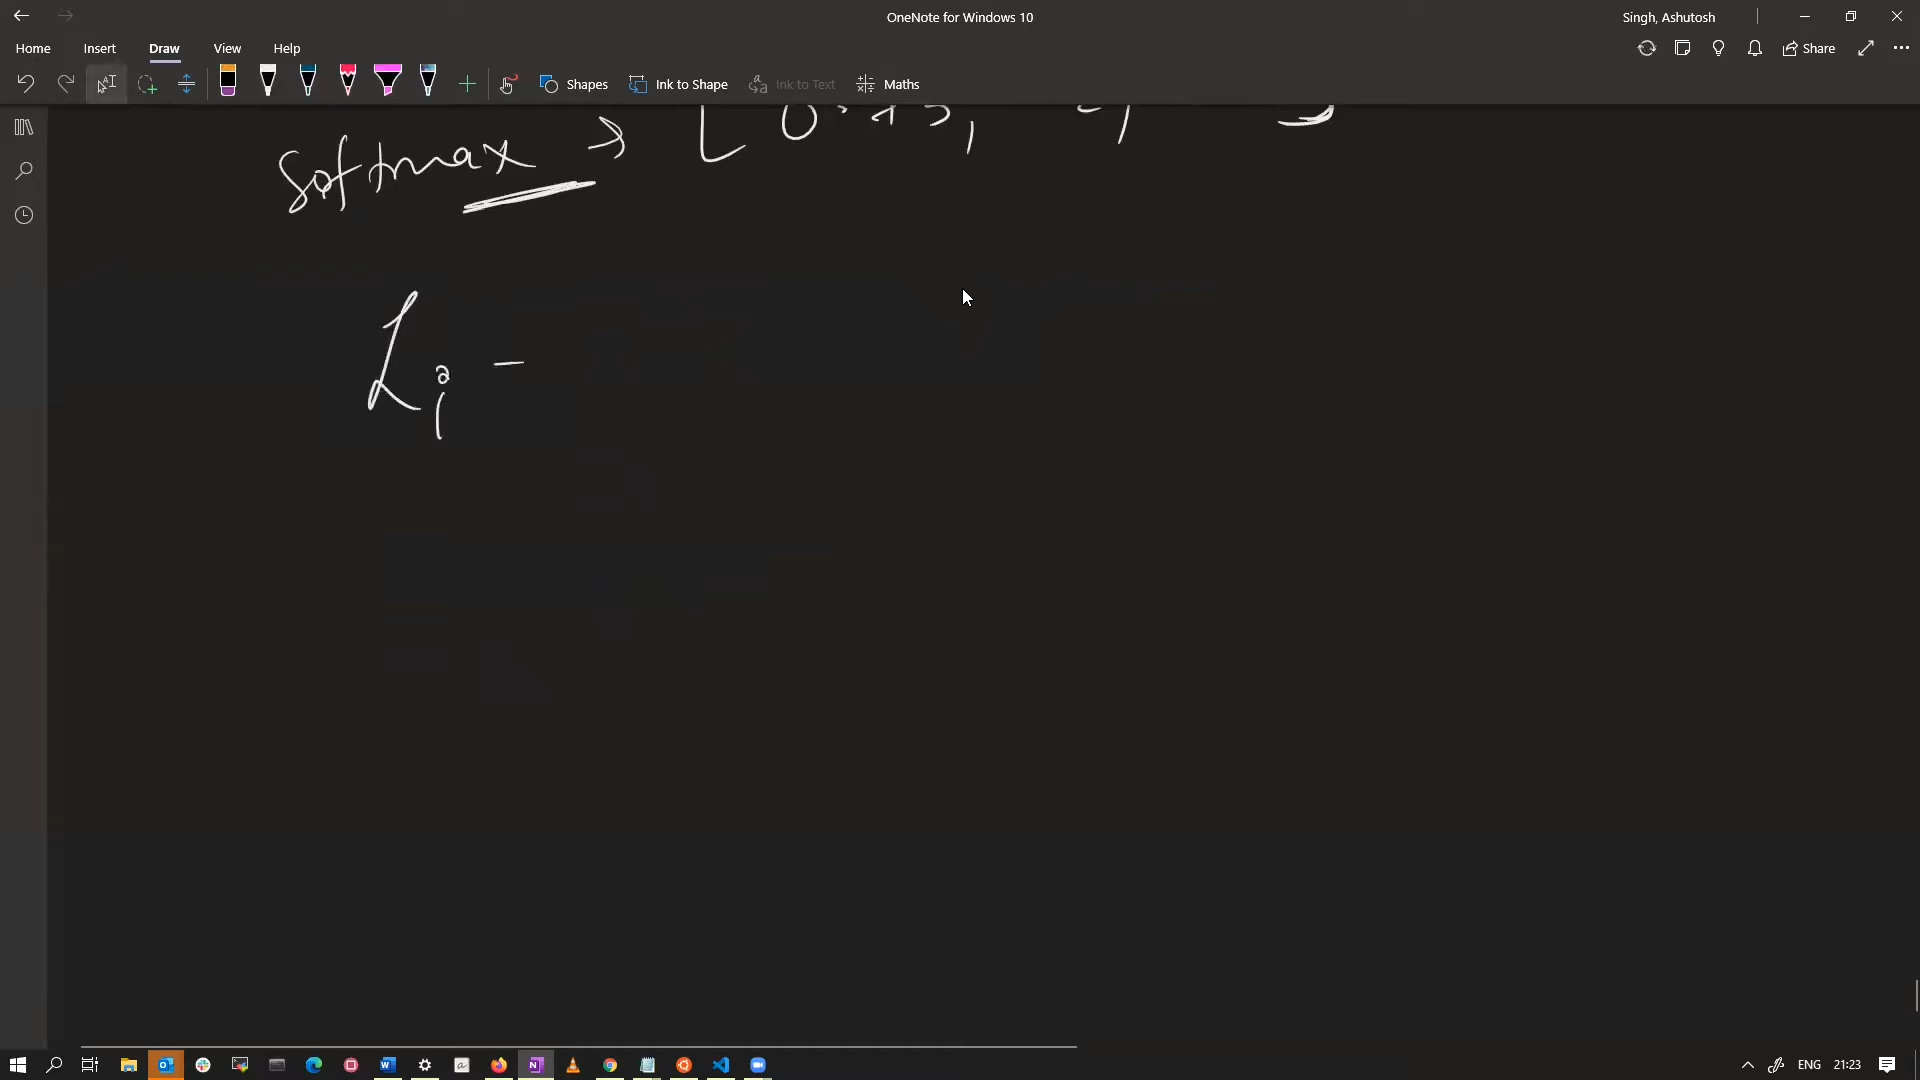 OneNote for Windows 10
Singh, Ashutosh
Home Insert Draw View Help
Share
Shapes Ink to Shape Ink to Text Maths
Softmax → [
L i -
ENG 21:23